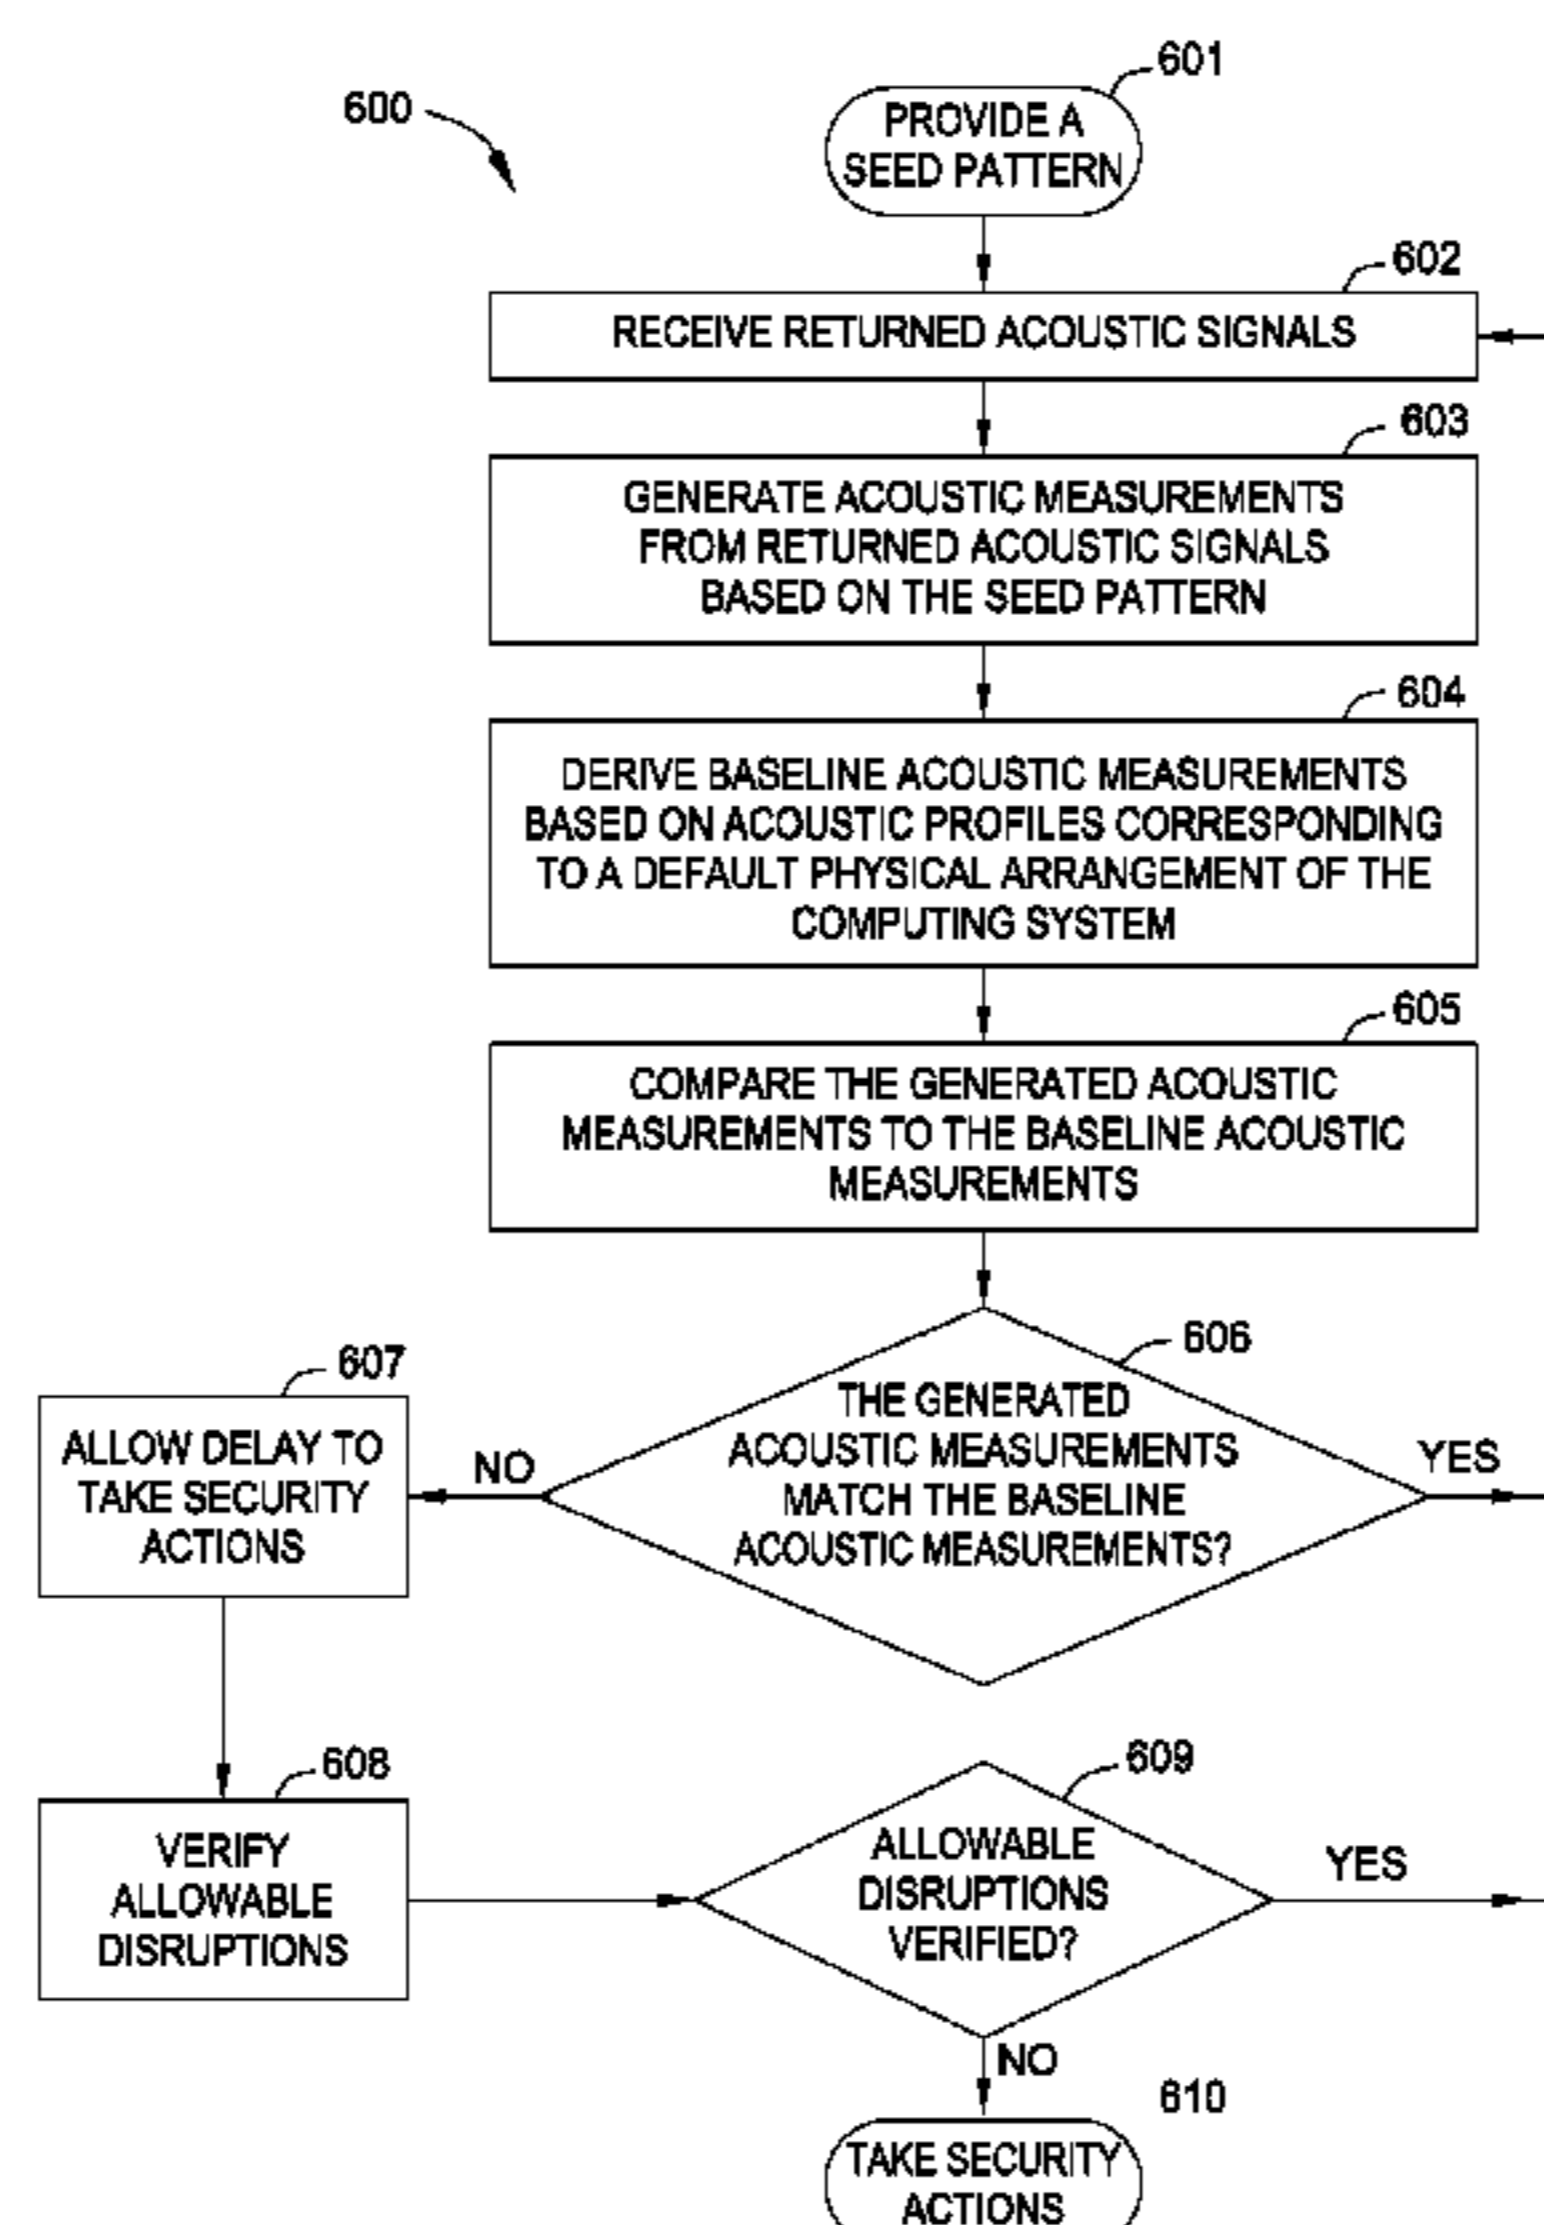 600
601
PROVIDE A
SEED PATTERN
602
RECEIVE RETURNED ACOUSTIC SIGNALS
603
GENERATE ACOUSTIC MEASUREMENTS
FROM RETURNED ACOUSTIC SIGNALS
BASED ON THE SEED PATTERN
604
DERIVE BASELINE ACOUSTIC MEASUREMENTS
BASED ON ACOUSTIC PROFILES CORRESPONDING
TO A DEFAULT PHYSICAL ARRANGEMENT OF THE
COMPUTING SYSTEM
605
COMPARE THE GENERATED ACOUSTIC
MEASUREMENTS TO THE BASELINE ACOUSTIC
MEASUREMENTS
606
THE GENERATED
ACOUSTIC MEASUREMENTS
MATCH THE BASELINE
ACOUSTIC MEASUREMENTS?
YES
NO
607
ALLOW DELAY TO
TAKE SECURITY
ACTIONS
608
VERIFY
ALLOWABLE
DISRUPTIONS
609
ALLOWABLE
DISRUPTIONS
VERIFIED?
YES
NO
610
TAKE SECURITY
ACTIONS